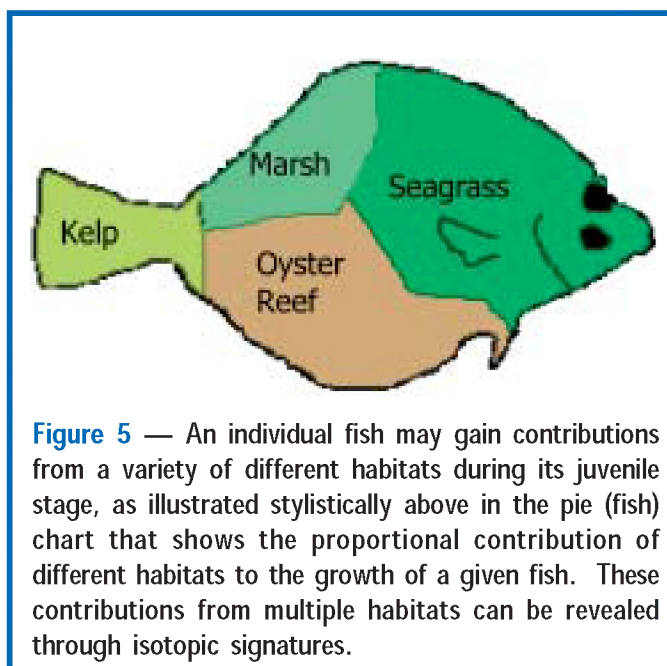 Marsh
Seagrass
Kelp
Oyster
Reef
Figure 5 — An individual fish may gain contributions
from a variety of different habitats during its juvenile
stage, as illustrated stylistically above in the pie (fish)
chart that shows the proportional contribution of
different habitats to the growth of a given fish. These
contributions from multiple habitats can be revealed
through isotopic signatures.